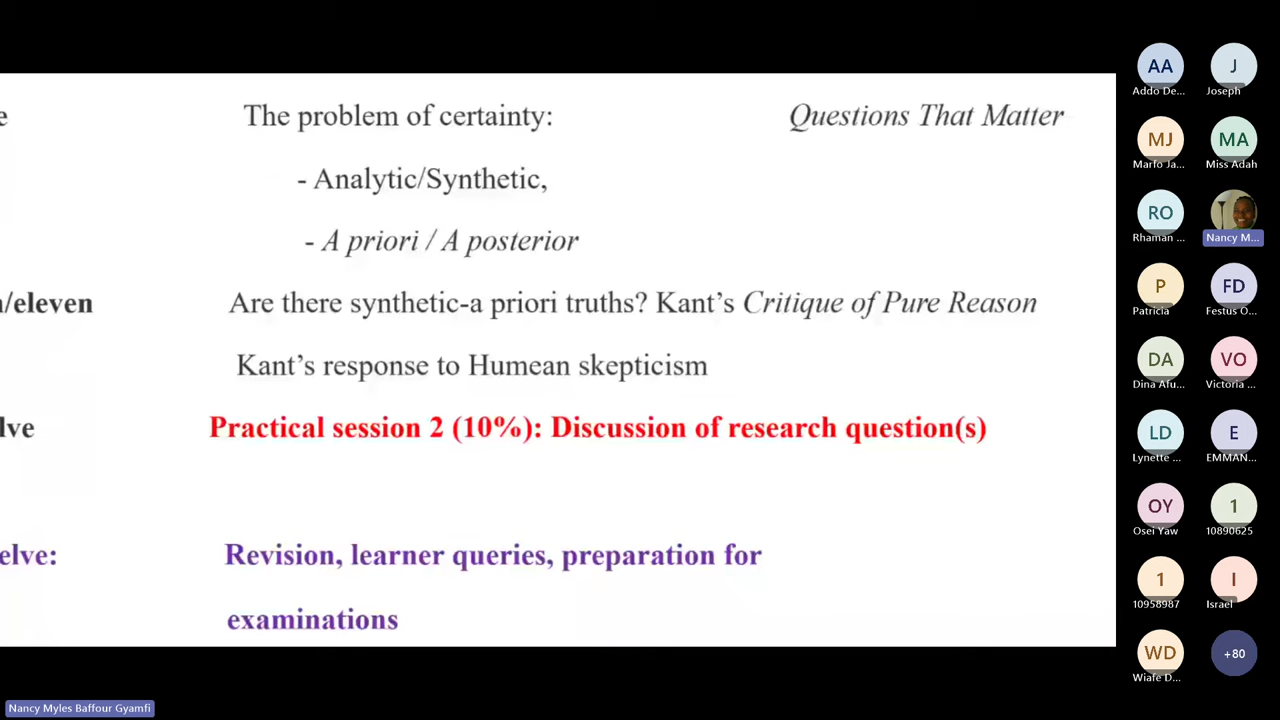 e The problem of certainty: Questions That Matter
- Analytic/Synthetic,
- A priori / A posterior
/eleven Are there synthetic-a priori truths? Kant's Critique of Pure Reason
Kant's response to Humean skepticism
lve Practical session 2 (10%): Discussion of research question(s)
elve: Revision, learner queries, preparation for
examinations
AA J
Addo De... Joseph
MJ MA
Marfo Ja... Miss Adah
RO
Rhaman ... Nancy M...
P FD
Patricia Festus O...
DA VO
Dina Afu... Victoria ...
LD E
Lynette ... EMMAN...
OY 1
Osei Yaw 10890625
1 I
10958987 Israel
WD +80
Wiafe D...
Nancy Myles Baffour Gyamfi